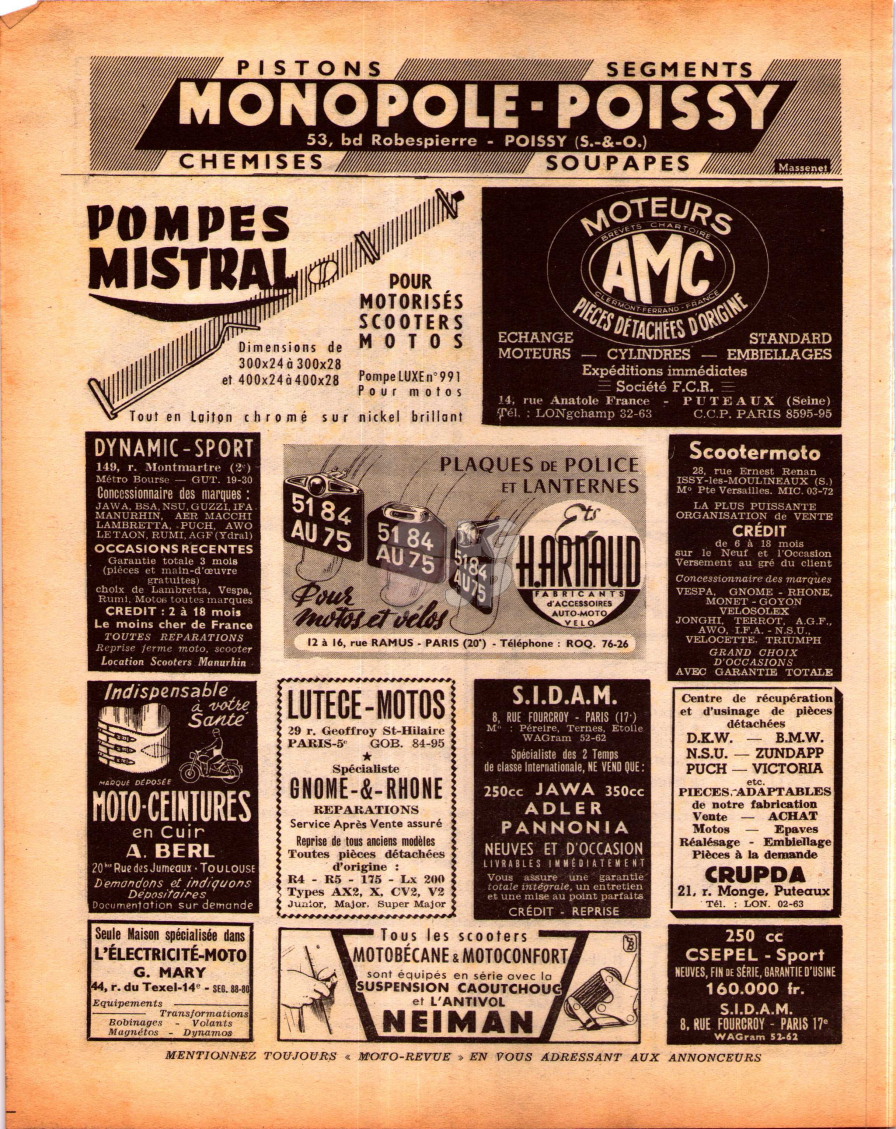 PISTONS SEGMENTS
MONOPOLE-POISSY
53, bd Robespierre - POISSY (S.-&-O.)
CHEMISES SOUPAPES
Massenet
POMPES
MISTRAL
POUR
MOTORISÉS
SCOOTERS
MOTOS
Dimensions de
300x24 à 300x28
et 400x24 à 400x28
Pompe LUXE n° 991
Pour motos
Tout en Laiton chromé sur nickel brillant
MOTEURS
BREVETS CHARTOIRE
AMC
CLERMONT-FERRAND-FRANCE
PIÈCES DÉTACHÉES D'ORIGINE
ECHANGE STANDARD
MOTEURS — CYLINDRES — EMBIELLAGES
Expéditions immédiates
Société F.C.R.
14, rue Anatole France - PUTEAUX (Seine)
Tél. : LONgchamp 32-63 C.C.P. PARIS 8595-95
DYNAMIC-SPORT
149, r. Montmartre (2e)
Métro Bourse — GUT. 19-30
Concessionnaire des marques :
JAWA, BSA, NSU, GUZZI, IFA
MANURHIN, AER MACCHI
LAMBRETTA, PUCH, AWO
LE TAON, RUMI, AGF (Ydral)
OCCASIONS RECENTES
Garantie totale 3 mois
(pièces et main-d'œuvre
gratuites)
choix de Lambretta, Vespa,
Rumi, Motos toutes marques
CREDIT : 2 à 18 mois
Le moins cher de France
TOUTES REPARATIONS
Reprise ferme moto, scooter
Location Scooters Manurhin
PLAQUES DE POLICE
ET LANTERNES
51 84
AU 75
51 84
AU 75
51 84
AU 75
Ets
H. ARNAUD
FABRICANTS
d'ACCESSOIRES
AUTO-MOTO
VELO
Pour
motos et vélos
12 à 16, rue RAMUS - PARIS (20e) - Téléphone : ROQ. 76-26
Scootermoto
28, rue Ernest Renan
ISSY-les-MOULINEAUX (S.)
Mo Pte Versailles. MIC. 03-72
LA PLUS PUISSANTE
ORGANISATION de VENTE
CRÉDIT
de 6 à 18 mois
sur le Neuf et l'Occasion
Versement au gré du client
Concessionnaire des marques
VESPA, GNOME - RHONE,
MONET - GOYON
VELOSOLEX
JONGHI, TERROT, A.G.F.,
AWO, I.F.A. - N.S.U.,
VELOCETTE, TRIUMPH
GRAND CHOIX
D'OCCASIONS
AVEC GARANTIE TOTALE
Indispensable
à votre
Santé
MARQUE DÉPOSÉE
MOTO-CEINTURES
en Cuir
A. BERL
20bis Rue des Jumeaux - TOULOUSE
Demandons et indiquons
Dépositaires
Documentation sur demande
LUTECE-MOTOS
29 r. Geoffroy St-Hilaire
PARIS-5e GOB. 84-95
★
Spécialiste
GNOME-&-RHONE
REPARATIONS
Service Après Vente assuré
Reprise de tous anciens modèles
Toutes pièces détachées
d'origine :
R4 - R5 - 175 - Lx 200
Types AX2, X, CV2, V2
Junior, Major, Super Major
S.I.D.A.M.
8, RUE FOURCROY - PARIS (17e)
Mo : Péreire, Ternes, Etoile
WAGram 52-62
Spécialiste des 2 Temps
de classe Internationale, NE VEND QUE :
250cc JAWA 350cc
ADLER
PANNONIA
NEUVES ET D'OCCASION
LIVRABLES IMMÉDIATEMENT
Vous assure une garantie
totale intégrale, un entretien
et une mise au point parfaits
CRÉDIT - REPRISE
Centre de récupération
et d'usinage de pièces
détachées
D.K.W. — B.M.W.
N.S.U. — ZUNDAPP
PUCH — VICTORIA
etc.
PIECES ADAPTABLES
de notre fabrication
Vente — ACHAT
Motos — Epaves
Réalésage - Embiellage
Pièces à la demande
CRUPDA
21, r. Monge, Puteaux
Tél. : LON. 02-63
Seule Maison spécialisée dans
L'ÉLECTRICITÉ-MOTO
G. MARY
44, r. du Texel-14e - SEG. 88-80
Equipements
Transformations
Bobinages - Volants
Magnétos - Dynamos
Tous les scooters
MOTOBÉCANE & MOTOCONFORT
sont équipés en série avec la
SUSPENSION CAOUTCHOUC
et L'ANTIVOL
NEIMAN
250 cc
CSEPEL - Sport
NEUVES, FIN DE SÉRIE, GARANTIE D'USINE
160.000 fr.
S.I.D.A.M.
8, RUE FOURCROY - PARIS 17e
WAGram 52-62
MENTIONNEZ TOUJOURS « MOTO-REVUE » EN VOUS ADRESSANT AUX ANNONCEURS